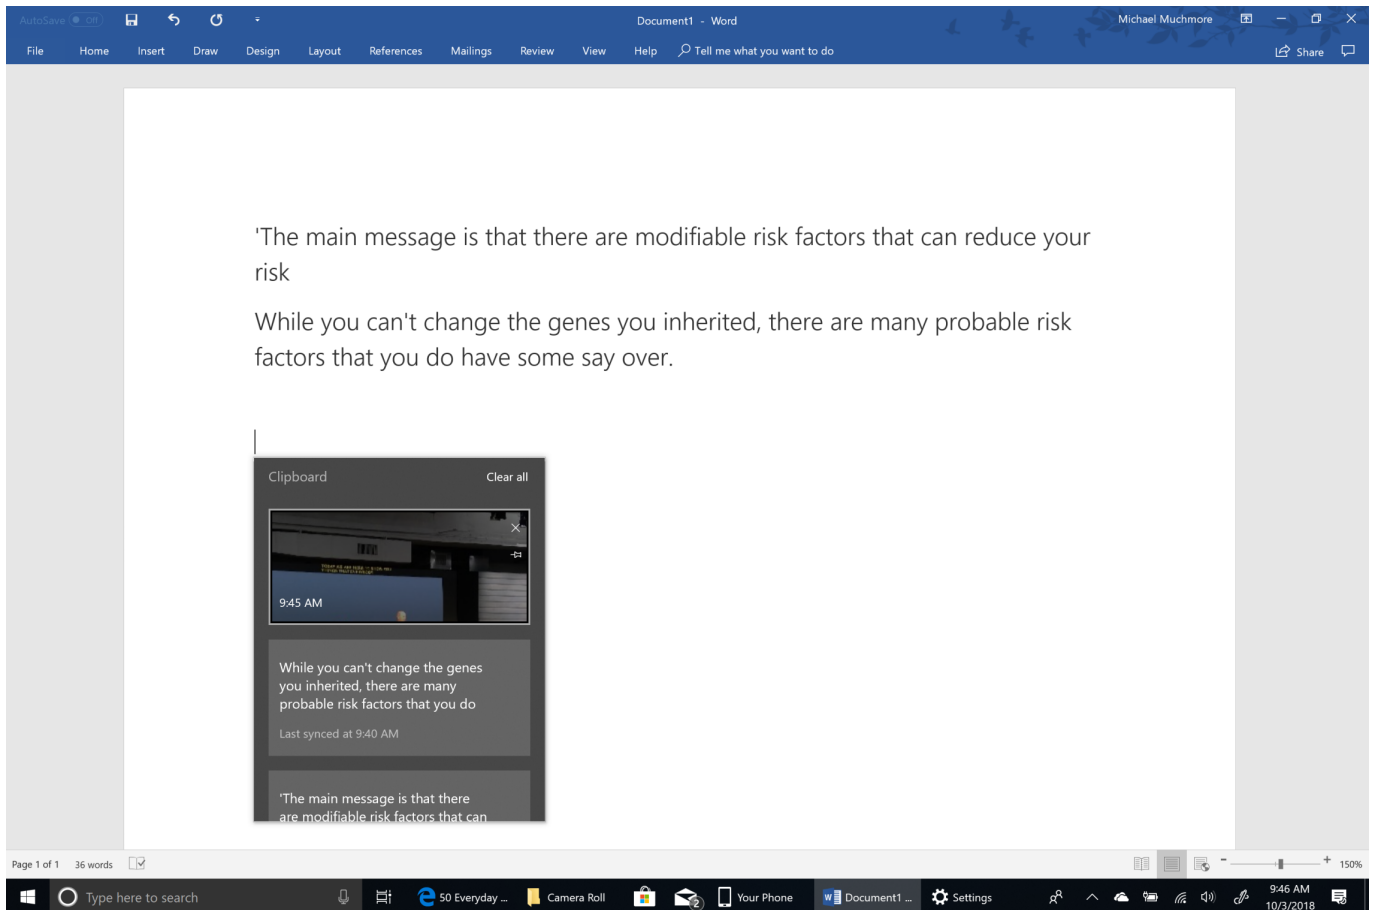 AutoSave Off
Document1 - Word
Michael Muchmore
File Home Insert Draw Design Layout References Mailings Review View Help Tell me what you want to do
Share
'The main message is that there are modifiable risk factors that can reduce your
risk
While you can't change the genes you inherited, there are many probable risk
factors that you do have some say over.
Clipboard Clear all
9:45 AM
While you can't change the genes
you inherited, there are many
probable risk factors that you do
Last synced at 9:40 AM
'The main message is that there
are modifiable risk factors that can
Page 1 of 1 36 words
- + 150%
Type here to search
50 Everyday ...
Camera Roll
2
Your Phone
Document1 ...
Settings
9:46 AM
10/3/2018